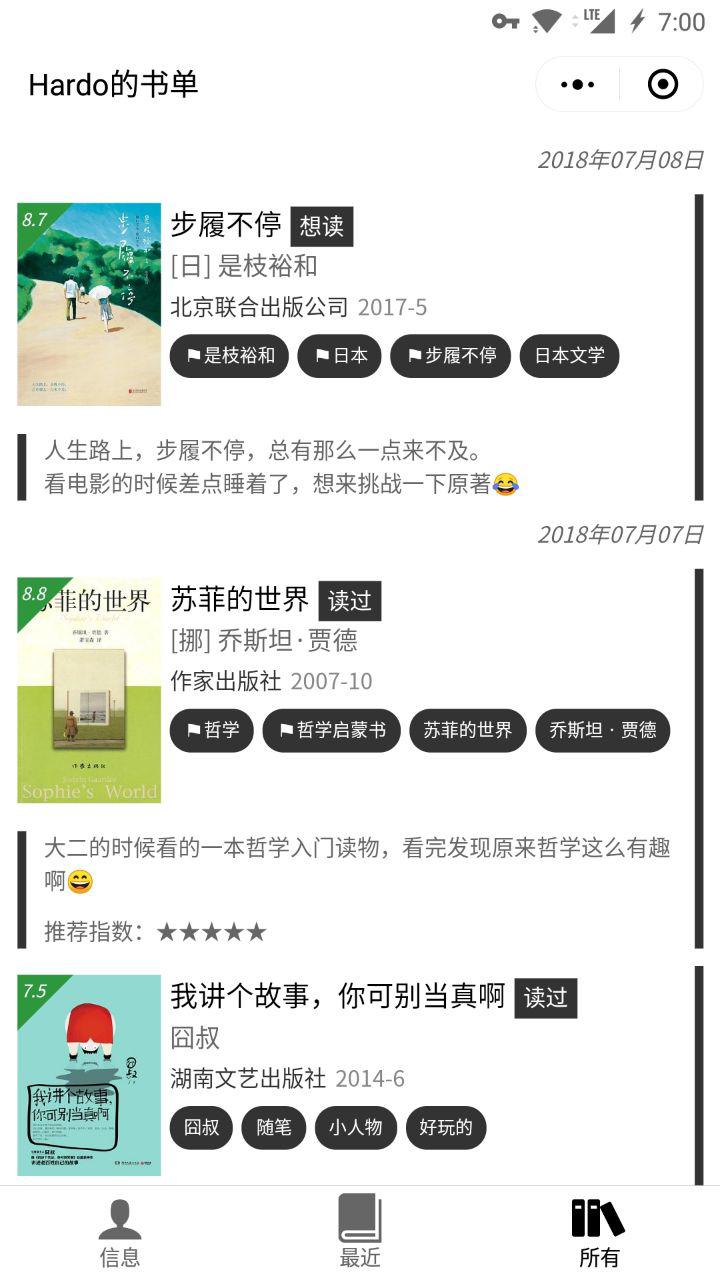 LTE 7:00
Hardo的书单
2018年07月08日
8.7
步履不停 想读
[日] 是枝裕和
北京联合出版公司 2017-5
是枝裕和 日本 步履不停 日本文学
人生路上，步履不停，总有那么一点来不及。
看电影的时候差点睡着了，想来挑战一下原著😂
2018年07月07日
8.8
苏菲的世界
Sophie's World
苏菲的世界 读过
[挪] 乔斯坦·贾德
作家出版社 2007-10
哲学 哲学启蒙书 苏菲的世界 乔斯坦·贾德
大二的时候看的一本哲学入门读物，看完发现原来哲学这么有趣
啊😄
推荐指数：★★★★★
7.5
我讲个故事，
你可别当真啊
我讲个故事，你可别当真啊 读过
囧叔
湖南文艺出版社 2014-6
囧叔 随笔 小人物 好玩的
信息 最近 所有